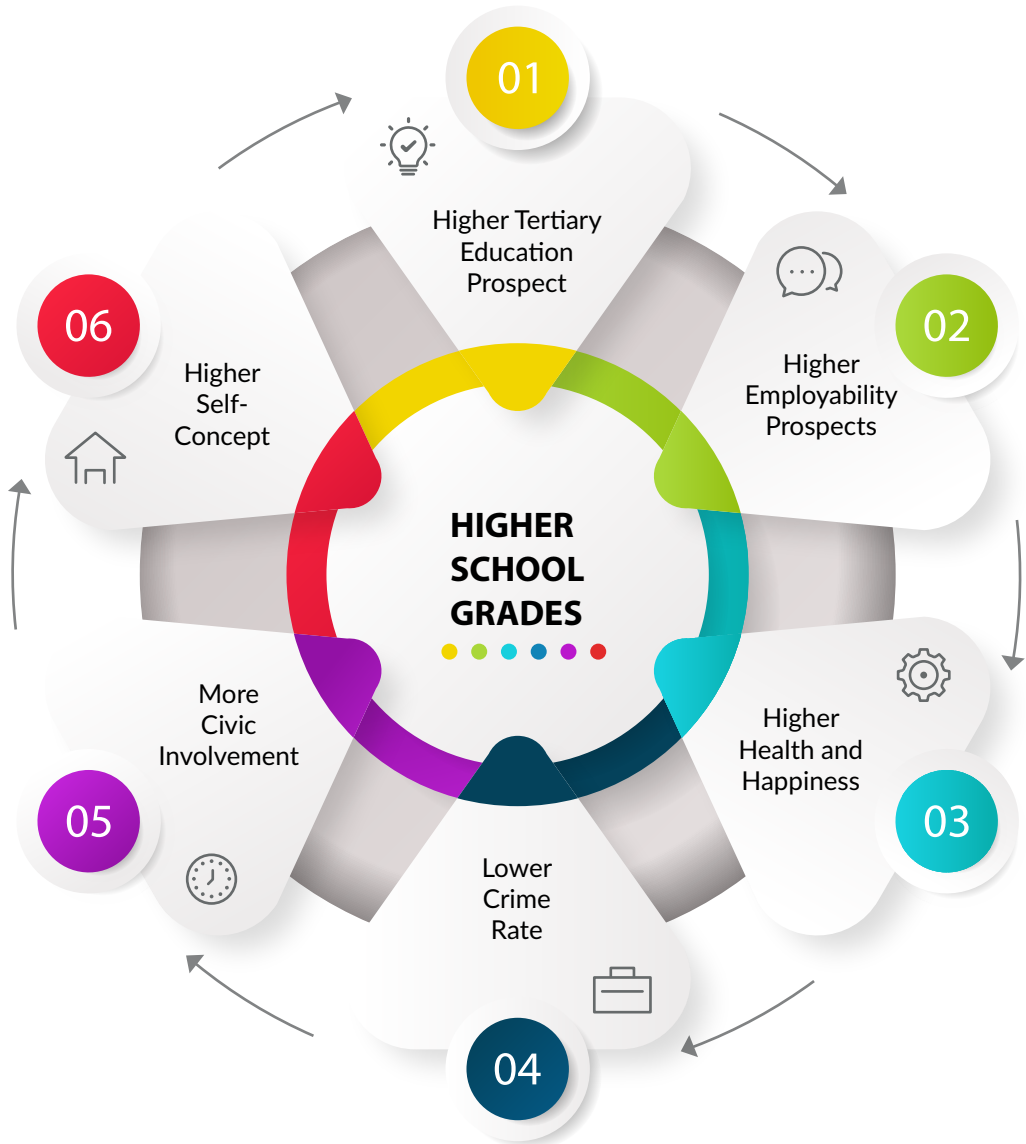 01
Higher Tertiary
Education
Prospect
02
Higher
Employability
Prospects
03
Higher
Health and
Happiness
04
Lower
Crime
Rate
05
More
Civic
Involvement
06
Higher
Self-
Concept
HIGHER
SCHOOL
GRADES